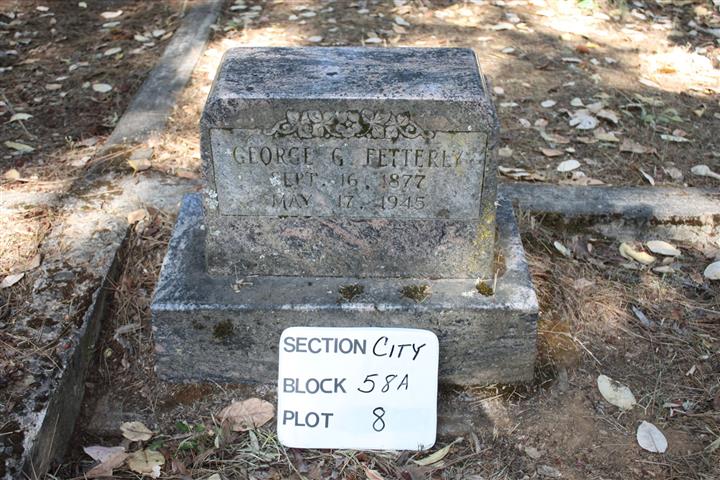 GEORGE G. FETTERLY
SEPT. 16, 1877
MAY 17, 1945
SECTION CITY
BLOCK 58A
PLOT 8